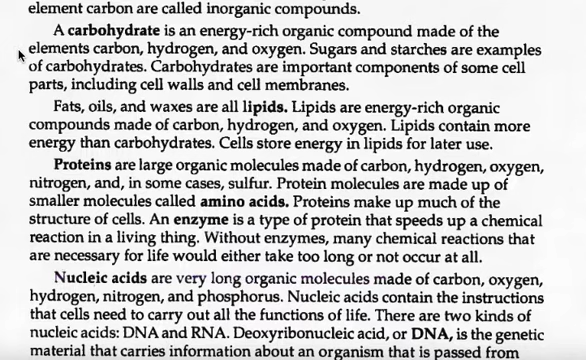 element carbon are called inorganic compounds.
A carbohydrate is an energy-rich organic compound made of the
elements carbon, hydrogen, and oxygen. Sugars and starches are examples
of carbohydrates. Carbohydrates are important components of some cell
parts, including cell walls and cell membranes.
Fats, oils, and waxes are all lipids. Lipids are energy-rich organic
compounds made of carbon, hydrogen, and oxygen. Lipids contain more
energy than carbohydrates. Cells store energy in lipids for later use.
Proteins are large organic molecules made of carbon, hydrogen, oxygen,
nitrogen, and, in some cases, sulfur. Protein molecules are made up of
smaller molecules called amino acids. Proteins make up much of the
structure of cells. An enzyme is a type of protein that speeds up a chemical
reaction in a living thing. Without enzymes, many chemical reactions that
are necessary for life would either take too long or not occur at all.
Nucleic acids are very long organic molecules made of carbon, oxygen,
hydrogen, nitrogen, and phosphorus. Nucleic acids contain the instructions
that cells need to carry out all the functions of life. There are two kinds of
nucleic acids: DNA and RNA. Deoxyribonucleic acid, or DNA, is the genetic
material that carries information about an organism that is passed from